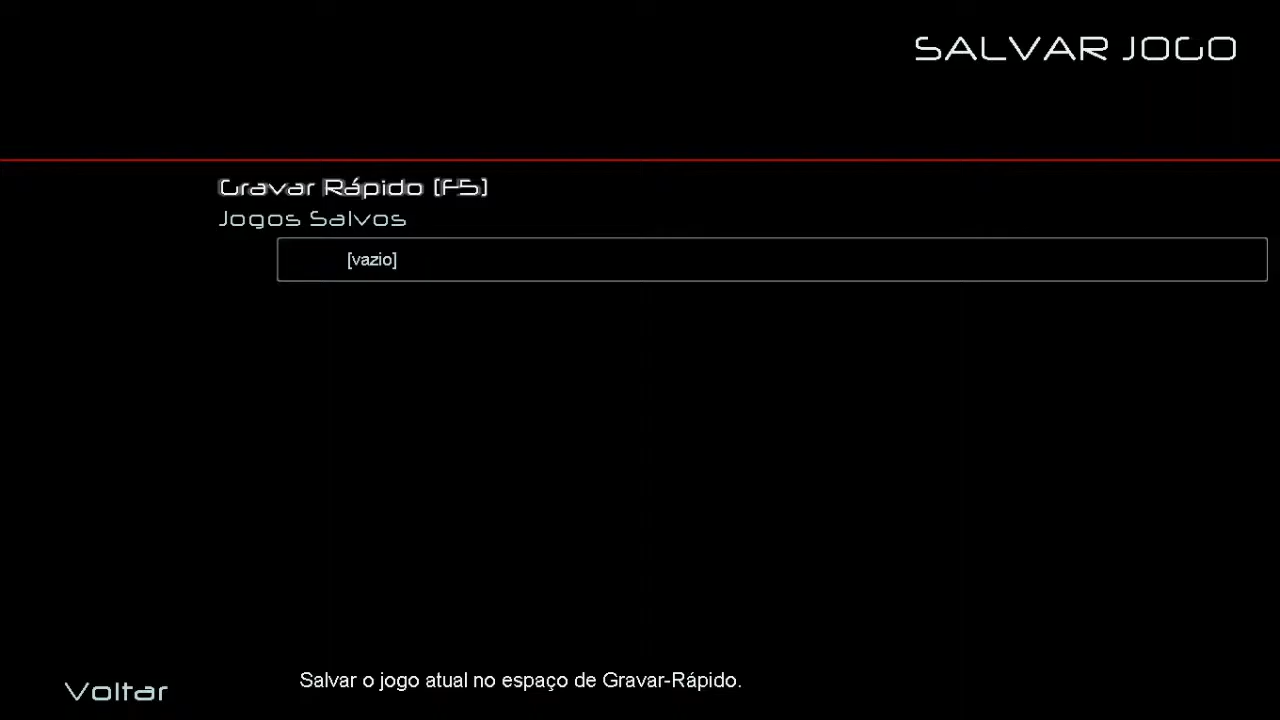 SALVAR JOGO
Gravar Rápido [F5]
Jogos Salvos
[vazio]
Salvar o jogo atual no espaço de Gravar-Rápido.
Voltar